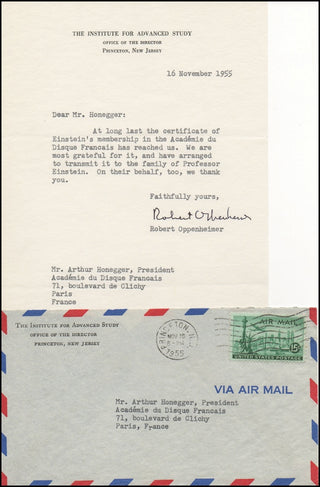 THE INSTITUTE FOR ADVANCED STUDY
OFFICE OF THE DIRECTOR
PRINCETON, NEW JERSEY
16 November 1955
Dear Mr. Honegger:
At long last the certificate of
Einstein's membership in the Académie du
Disque Francais has reached us. We are
most grateful for it, and have arranged
to transmit it to the family of Professor
Einstein. On their behalf, too, we thank
you.
Faithfully yours,
Robert Oppenheimer
Robert Oppenheimer
Mr. Arthur Honegger, President
Académie du Disque Francais
71, boulevard de Clichy
Paris
France
THE INSTITUTE FOR ADVANCED STUDY
OFFICE OF THE DIRECTOR
PRINCETON, NEW JERSEY
PRINCETON, N.J.
NOV 16
1955
AIR MAIL
15¢
UNITED STATES POSTAGE
VIA AIR MAIL
Mr. Arthur Honegger, President
Académie du Disque Francais
71, boulevard de Clichy
Paris, France